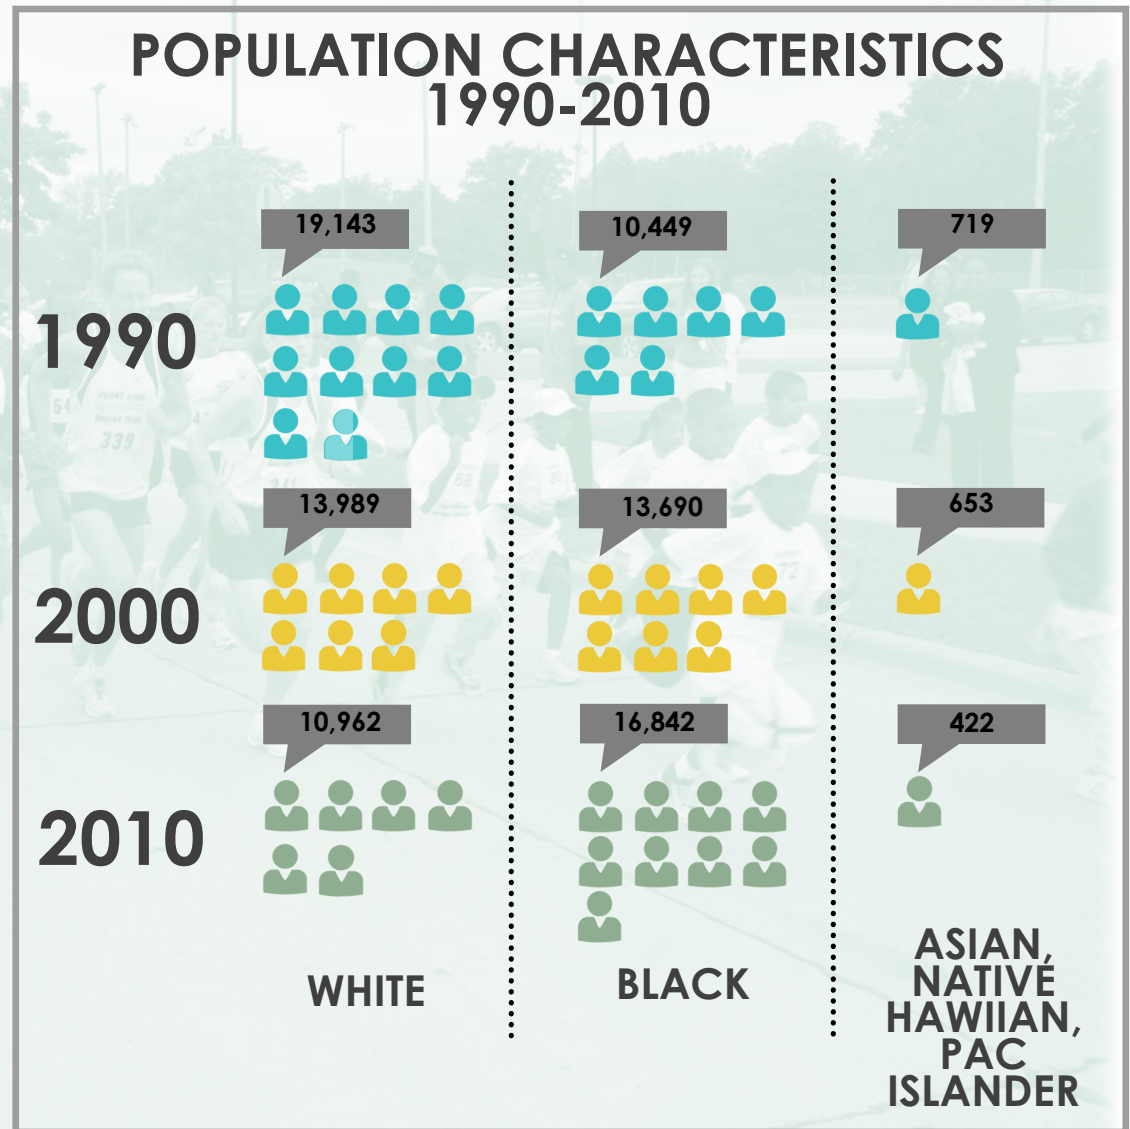 POPULATION CHARACTERISTICS
1990-2010
19,143
10,449
719
1990
339
13,989
13,690
653
2000
10,962
16,842
422
2010
WHITE
BLACK
ASIAN,
NATIVE
HAWIIAN,
PAC
ISLANDER